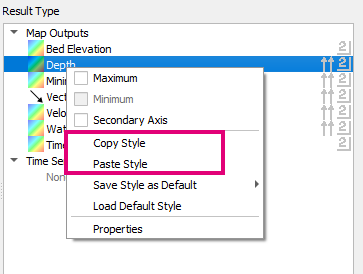 Result Type
Map Outputs
Bed Elevation
Depth
Mini
Maximum
Vect
Minimum
Velo
Secondary Axis
Wat
Copy Style
Time
Paste Style
Time Se
Save Style as Default
Non
Load Default Style
Properties